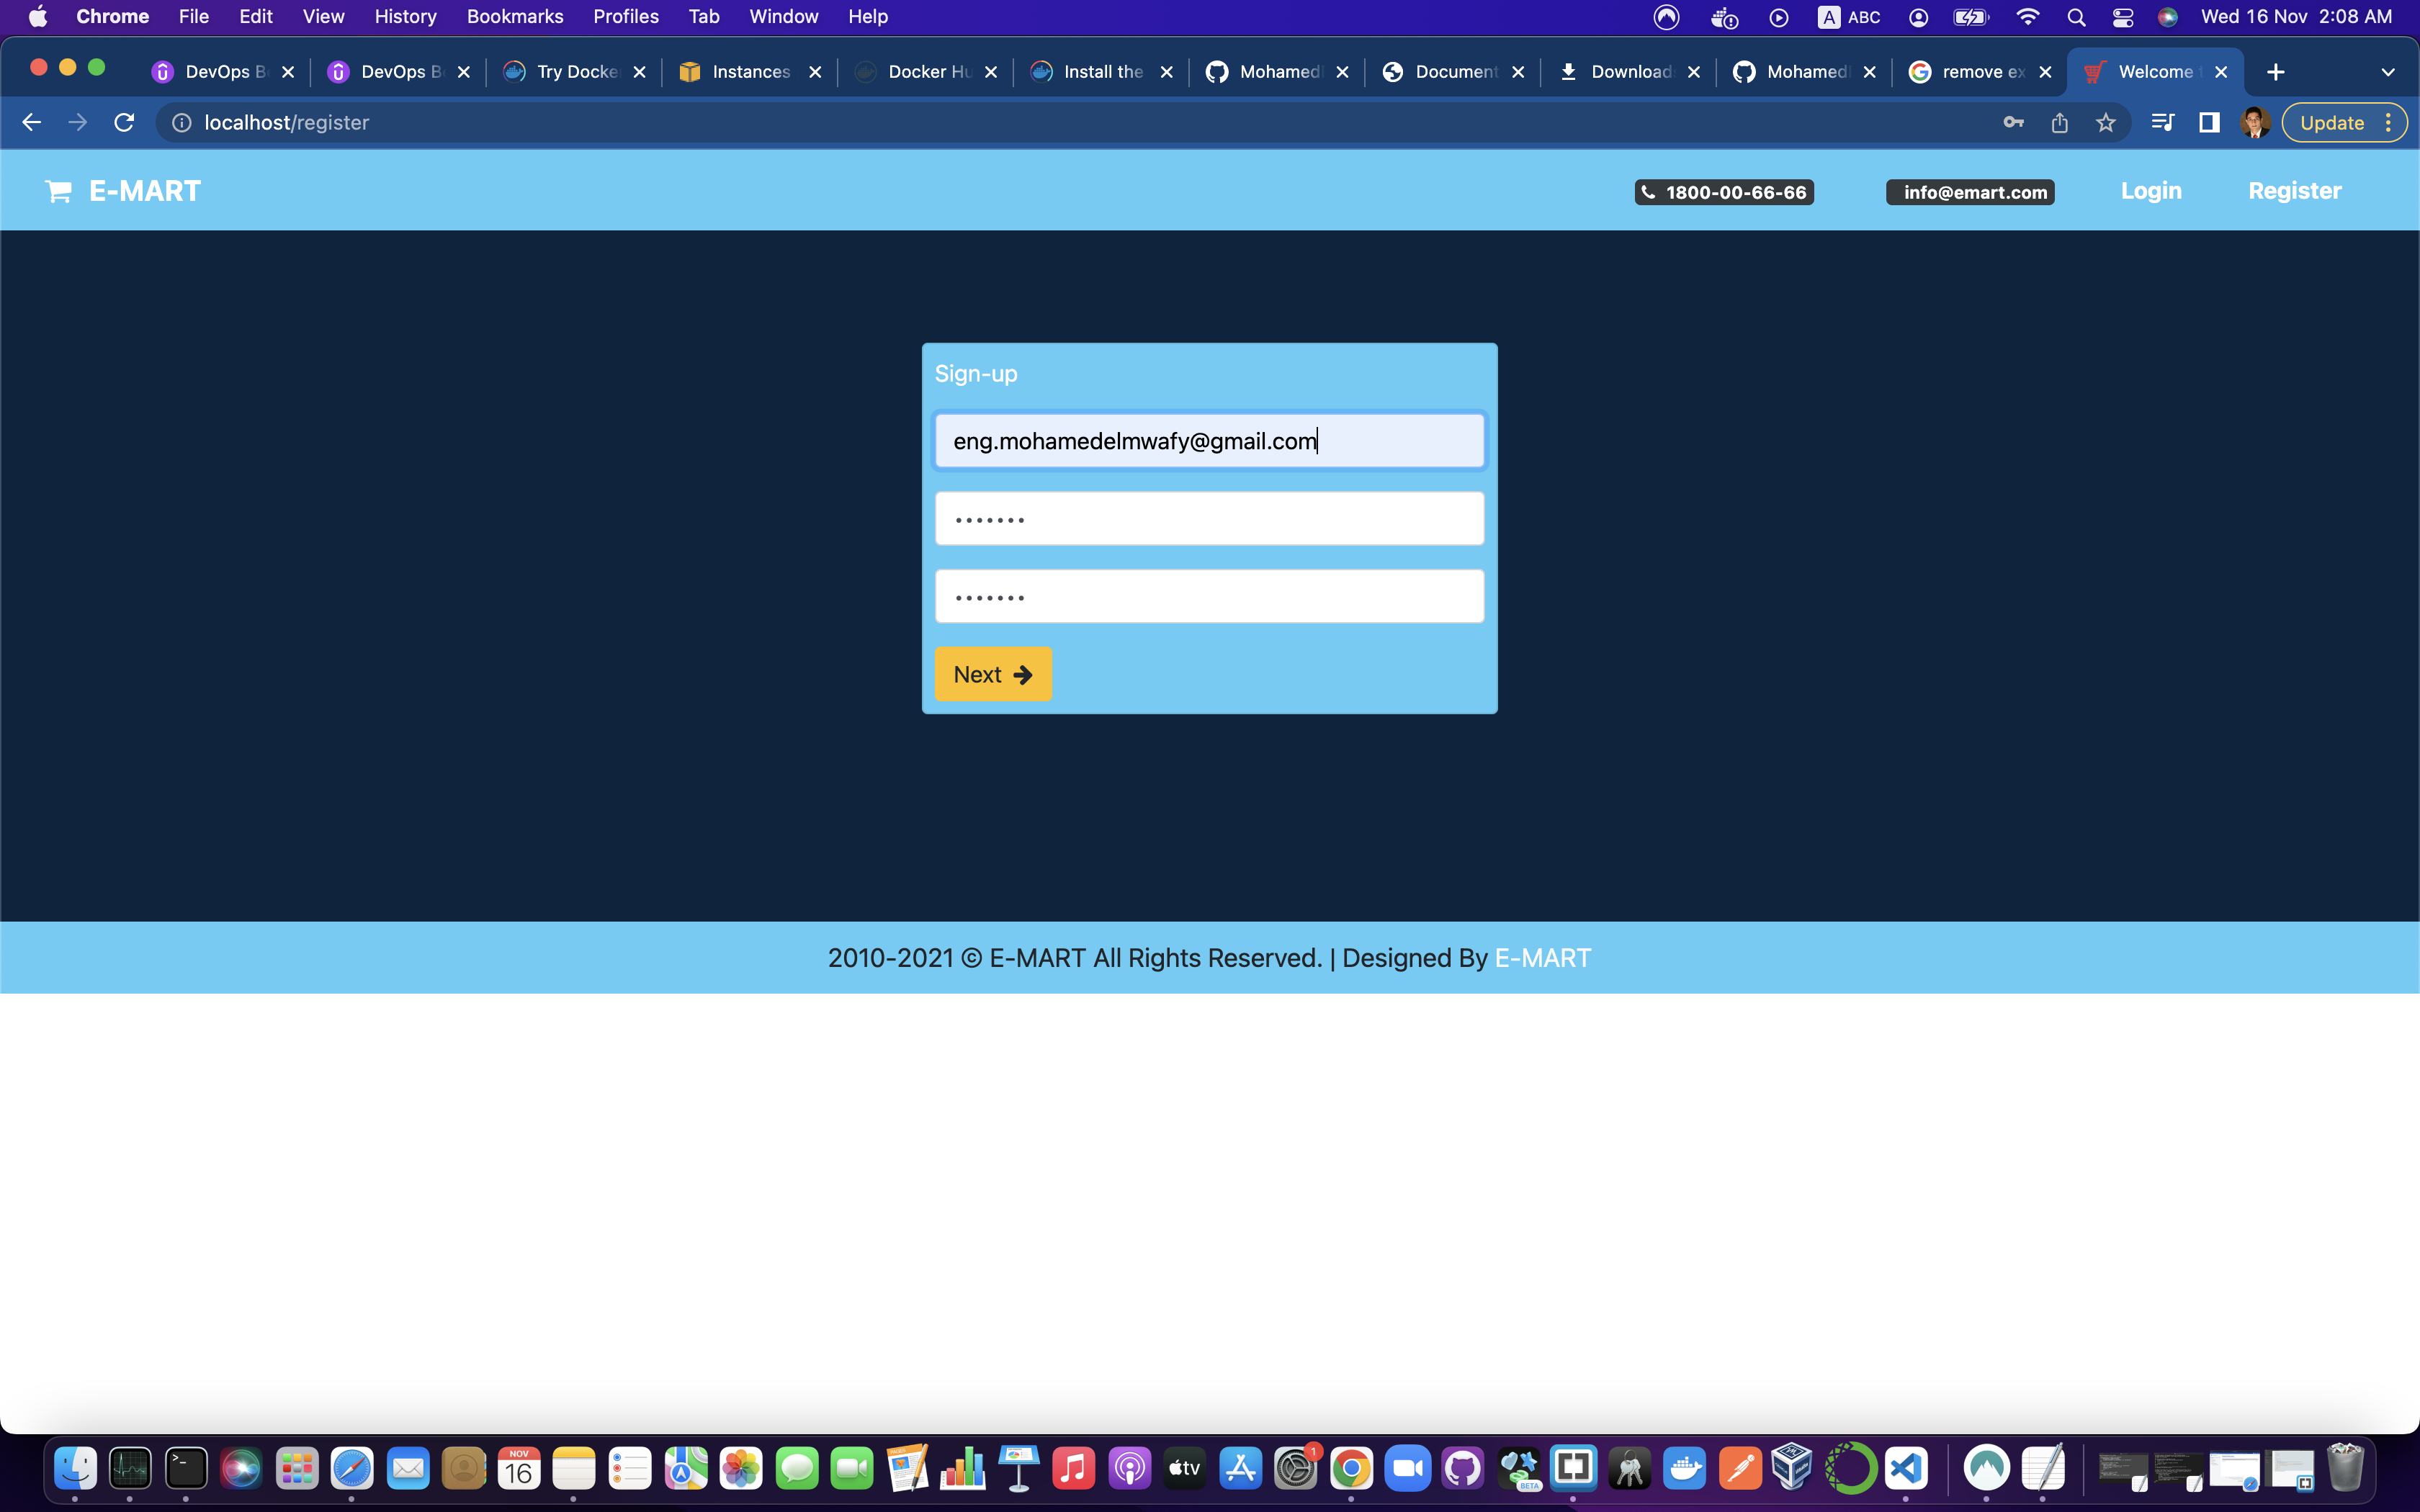 Chrome File Edit View History Bookmarks Profiles Tab Window Help A ABC Wed 16 Nov 2:08 AM
DevOps B DevOps B Try Docke Instances Docker Hu Install the Mohamed Document Download Mohamed remove ex Welcome
localhost/register Update
E-MART 1800-00-66-66 info@emart.com Login Register
Sign-up
eng.mohamedelmwafy@gmail.com
•••••••
•••••••
Next
2010-2021 © E-MART All Rights Reserved. | Designed By E-MART
NOV
16
tv
1
BETA